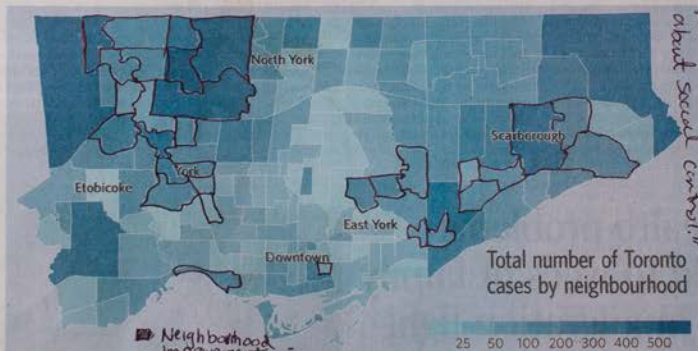 North York
Scarborough
York
Etobicoke
East York
Downtown
Total number of Toronto
cases by neighbourhood
25 50 100 200 300 400 500
Neighborhood
about social